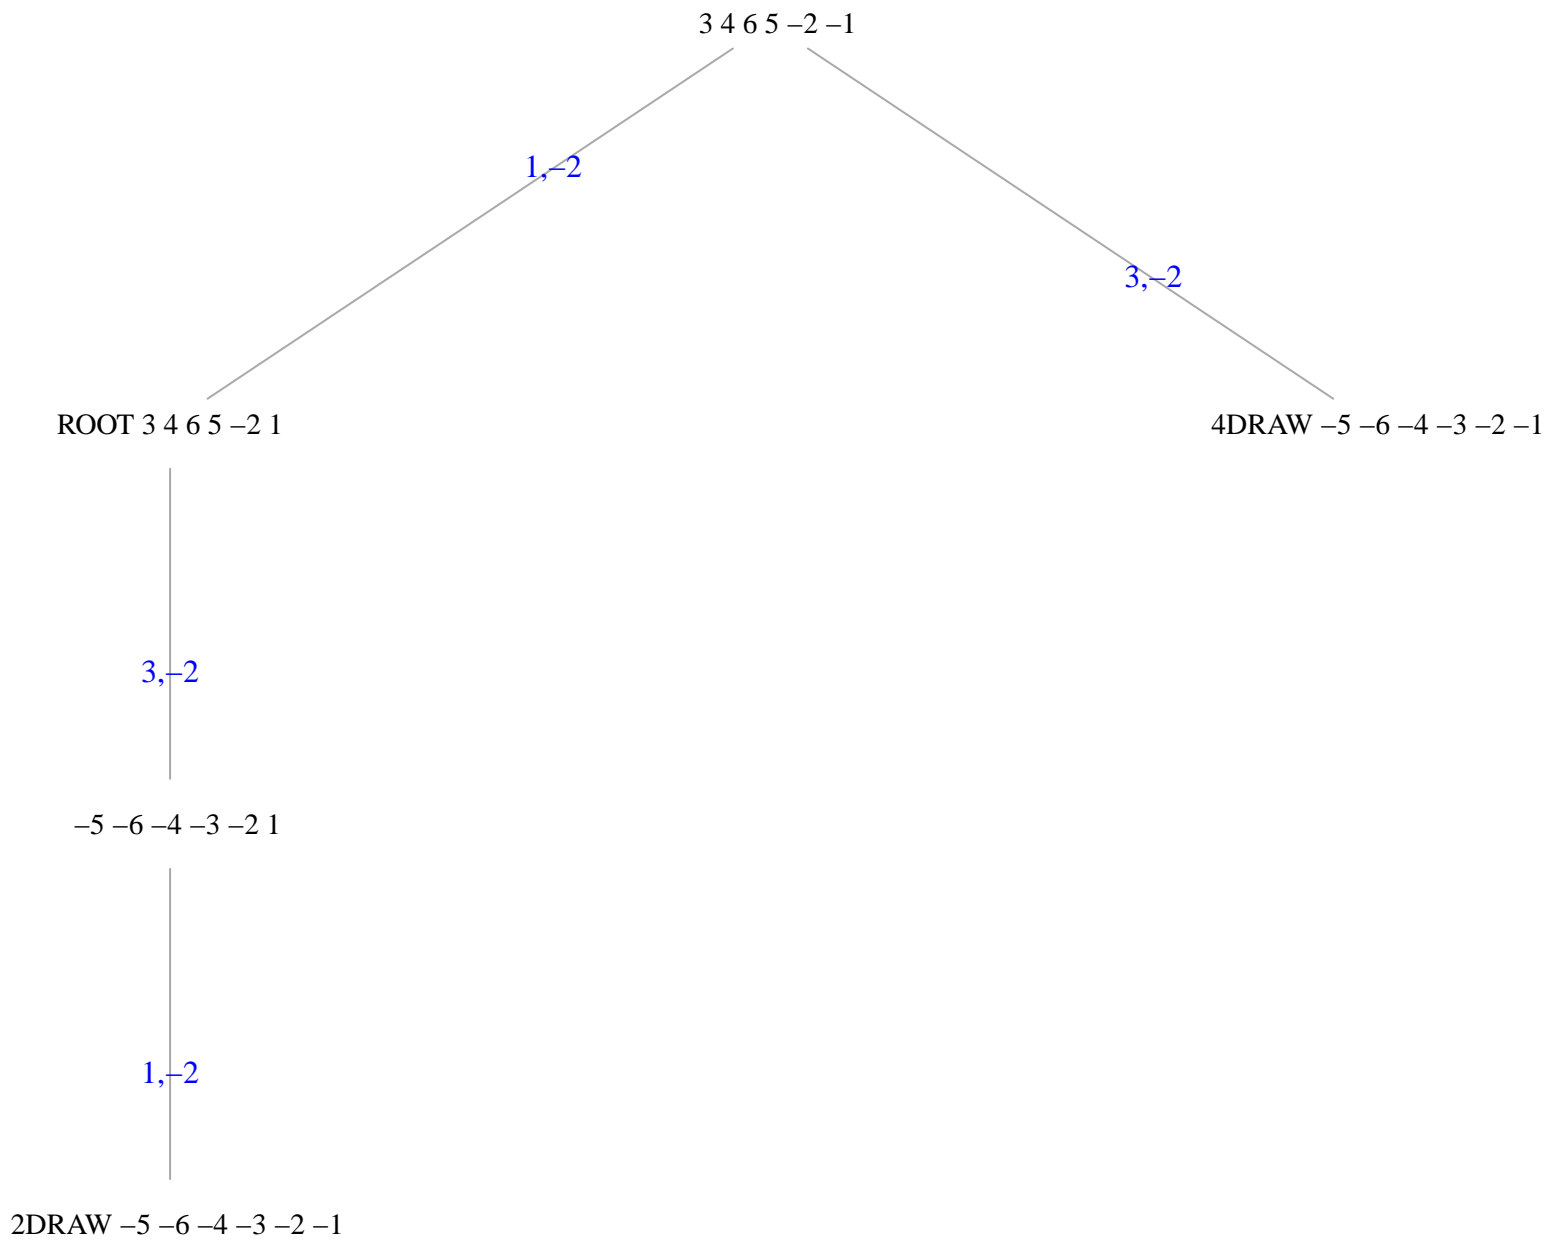 3 4 6 5 –2 –1
1,–2
3,–2
ROOT 3 4 6 5 –2 1
4DRAW –5 –6 –4 –3 –2 –1
3,–2
–5 –6 –4 –3 –2 1
1,–2
2DRAW –5 –6 –4 –3 –2 –1